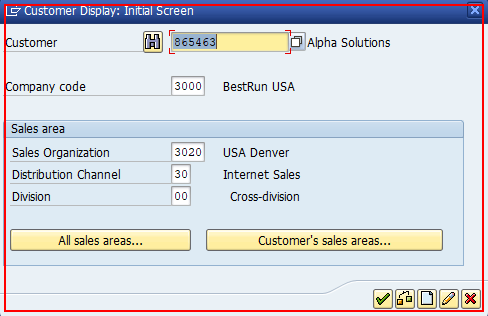 Customer Display: Initial Screen
Customer 865463 Alpha Solutions
Company code 3000 BestRun USA
Sales area
Sales Organization 3020 USA Denver
Distribution Channel 30 Internet Sales
Division 00 Cross-division
All sales areas... Customer's sales areas...